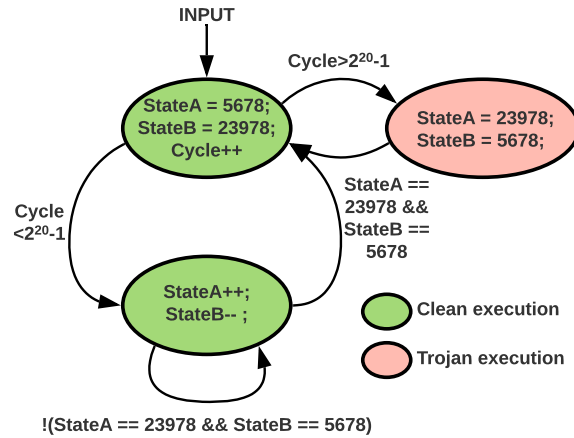 INPUT
Cycle>2²⁰-1
StateA = 5678;
StateB = 23978;
Cycle++
StateA = 23978;
StateB = 5678;
Cycle
<2²⁰-1
StateA ==
23978 &&
StateB ==
5678
StateA++;
StateB-- ;
Clean execution
Trojan execution
!(StateA == 23978 && StateB == 5678)